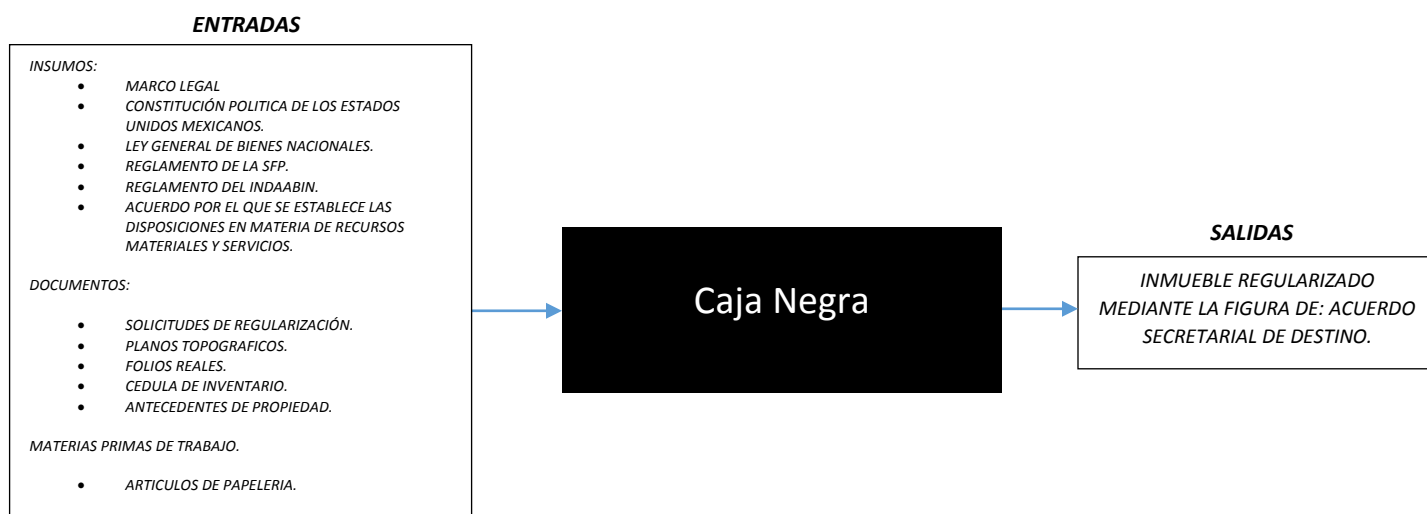 ENTRADAS
INSUMOS:
• MARCO LEGAL
• CONSTITUCIÓN POLITICA DE LOS ESTADOS
UNIDOS MEXICANOS.
• LEY GENERAL DE BIENES NACIONALES.
• REGLAMENTO DE LA SFP.
• REGLAMENTO DEL INDAABIN.
• ACUERDO POR EL QUE SE ESTABLECE LAS
DISPOSICIONES EN MATERIA DE RECURSOS
MATERIALES Y SERVICIOS.
DOCUMENTOS:
• SOLICITUDES DE REGULARIZACIÓN.
• PLANOS TOPOGRAFICOS.
• FOLIOS REALES.
• CEDULA DE INVENTARIO.
• ANTECEDENTES DE PROPIEDAD.
MATERIAS PRIMAS DE TRABAJO.
• ARTICULOS DE PAPELERIA.
Caja Negra
SALIDAS
INMUEBLE REGULARIZADO
MEDIANTE LA FIGURA DE: ACUERDO
SECRETARIAL DE DESTINO.